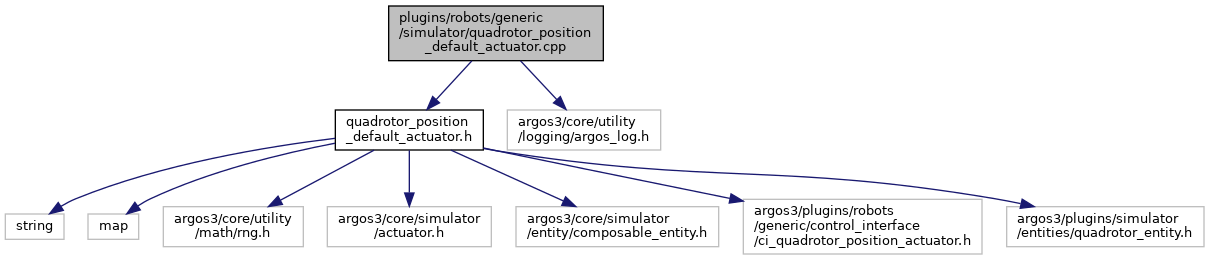 plugins/robots/generic
/simulator/quadrotor_position
_default_actuator.cpp
quadrotor_position
_default_actuator.h
argos3/core/utility
/logging/argos_log.h
string
map
argos3/core/utility
/math/rng.h
argos3/core/simulator
/actuator.h
argos3/core/simulator
/entity/composable_entity.h
argos3/plugins/robots
/generic/control_interface
/ci_quadrotor_position_actuator.h
argos3/plugins/simulator
/entities/quadrotor_entity.h